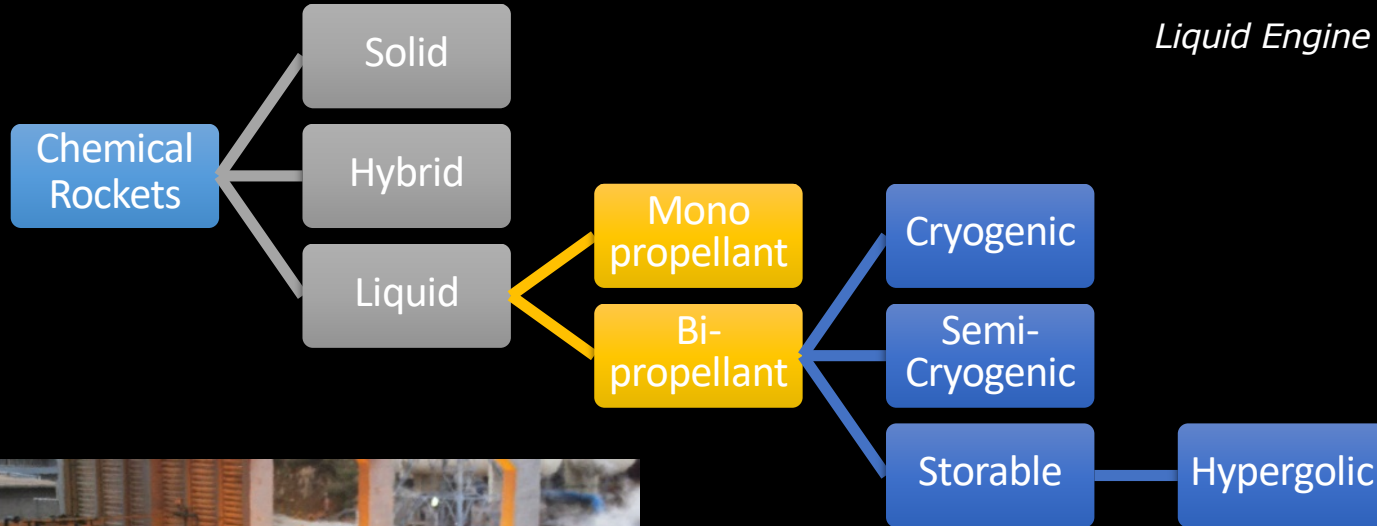 Liquid Engine
Solid
Chemical
Rockets
Hybrid
Liquid
Mono
propellant
Bi-
propellant
Cryogenic
Semi-
Cryogenic
Storable
Hypergolic